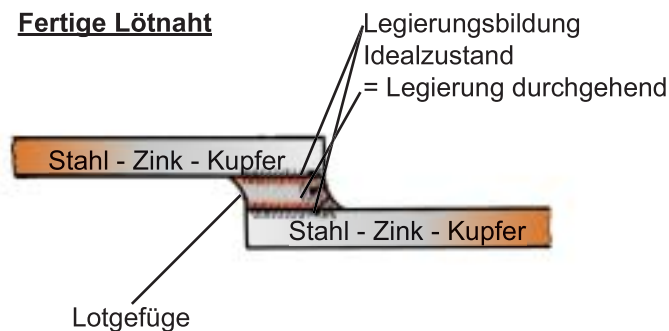 Fertige Lötnaht
Legierungsbildung
Idealzustand
= Legierung durchgehend
Stahl - Zink - Kupfer
Stahl - Zink - Kupfer
Lotgefüge